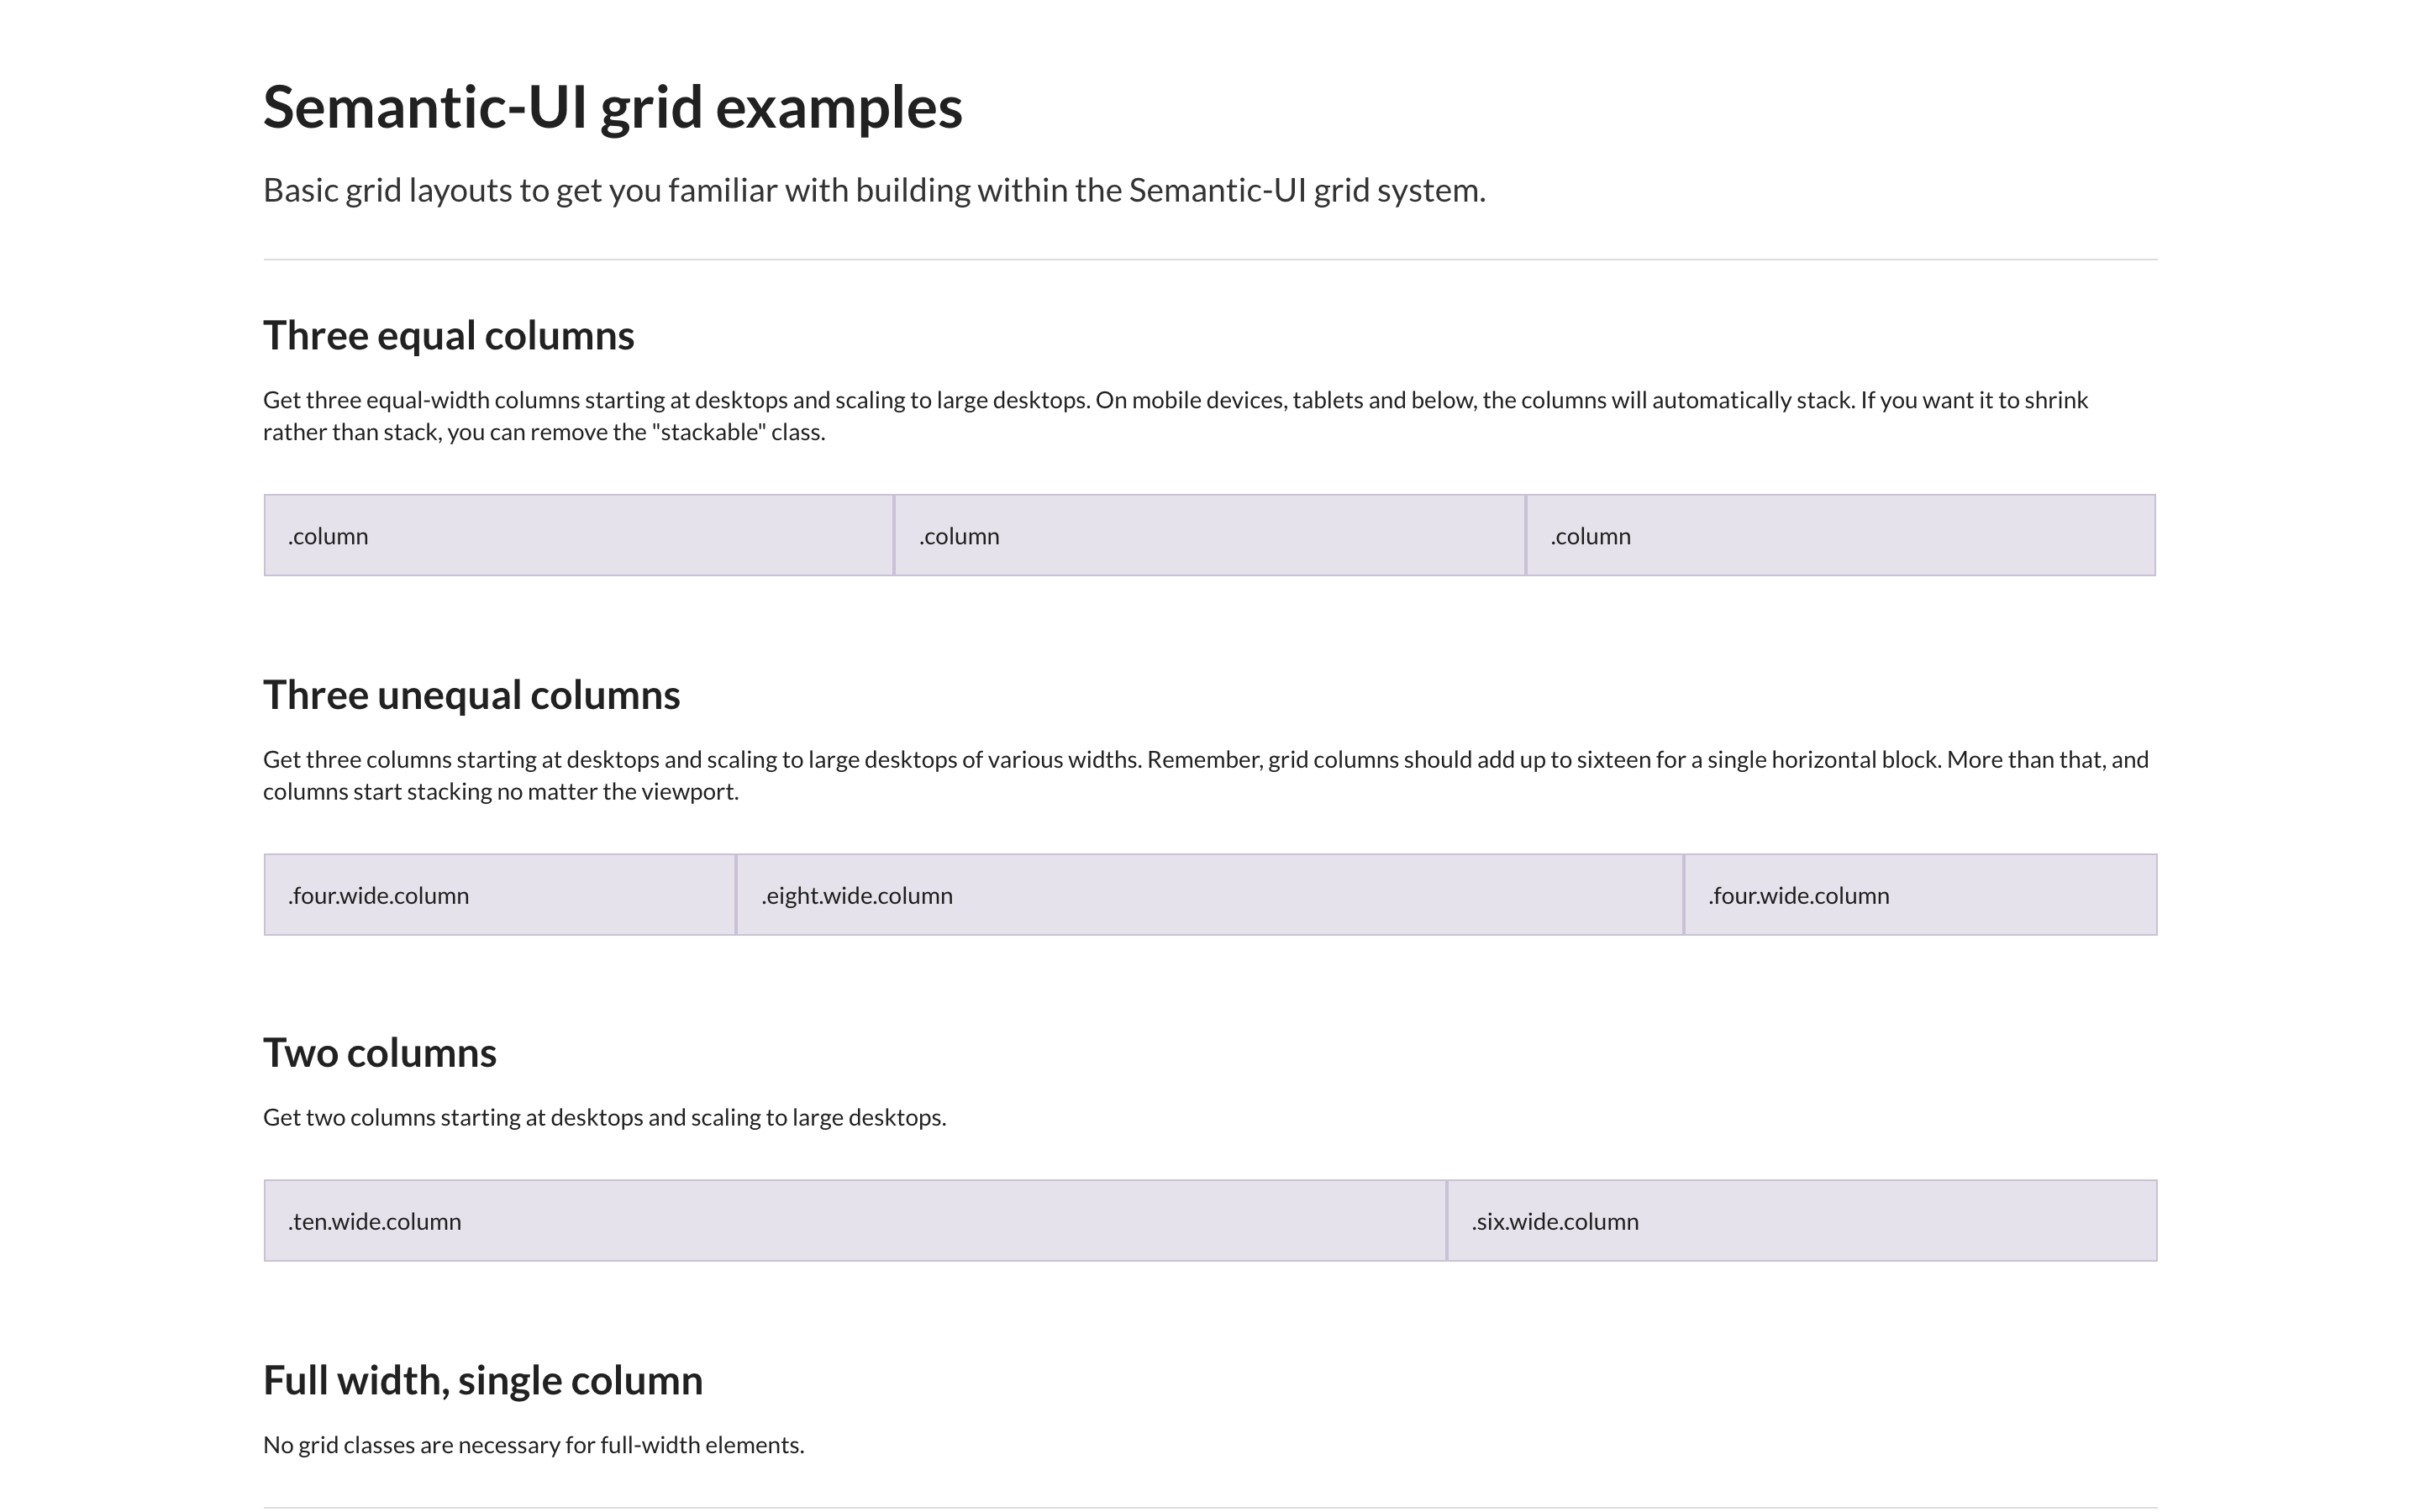 Semantic-UI grid examples
Basic grid layouts to get you familiar with building within the Semantic-UI grid system.
Three equal columns
Get three equal-width columns starting at desktops and scaling to large desktops. On mobile devices, tablets and below, the columns will automatically stack. If you want it to shrink
rather than stack, you can remove the "stackable" class.
.column .column .column
Three unequal columns
Get three columns starting at desktops and scaling to large desktops of various widths. Remember, grid columns should add up to sixteen for a single horizontal block. More than that, and
columns start stacking no matter the viewport.
.four.wide.column .eight.wide.column .four.wide.column
Two columns
Get two columns starting at desktops and scaling to large desktops.
.ten.wide.column .six.wide.column
Full width, single column
No grid classes are necessary for full-width elements.